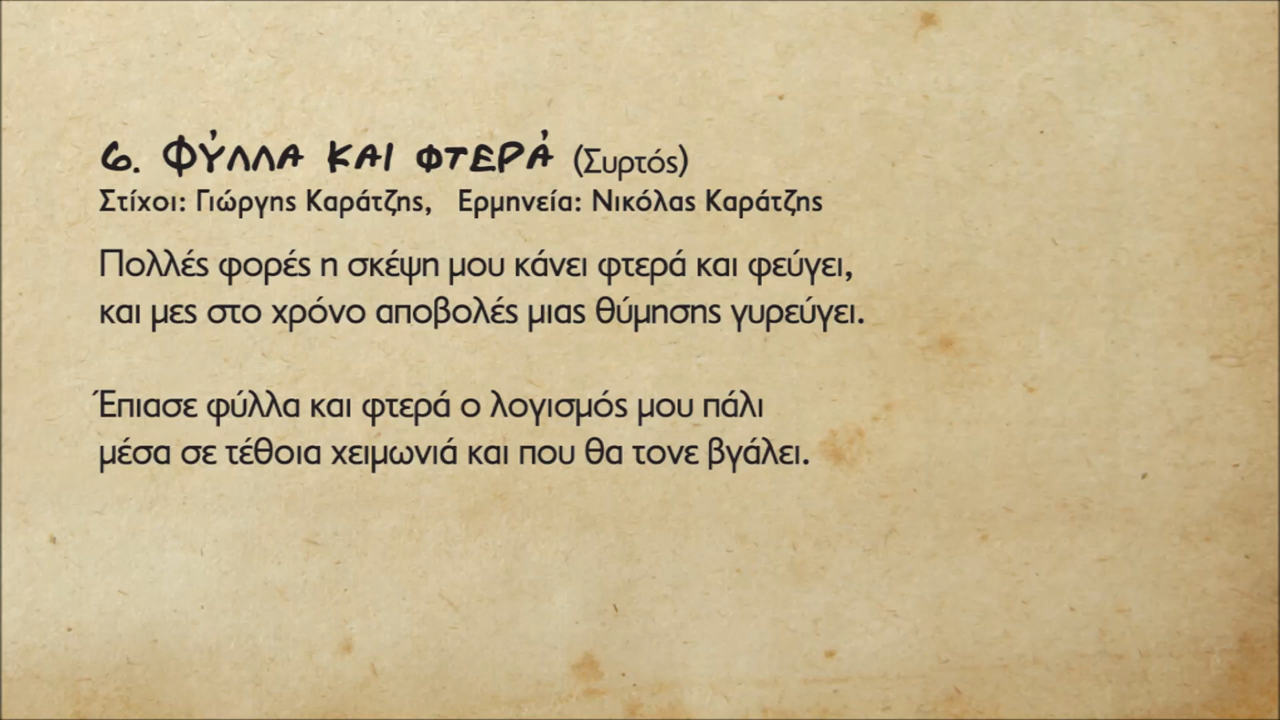 6. ΦΎΛΛΑ ΚΑΙ ΦΤΕΡΆ (Συρτός)
Στίχοι: Γιώργης Καράτζης, Ερμηνεία: Νικόλας Καράτζης
Πολλές φορές η σκέψη μου κάνει φτερά και φεύγει,
και μες στο χρόνο αποβολές μιας θύμησης γυρεύγει.
Έπιασε φύλλα και φτερά ο λογισμός μου πάλι
μέσα σε τέθοια χειμωνιά και που θα τονε βγάλει.